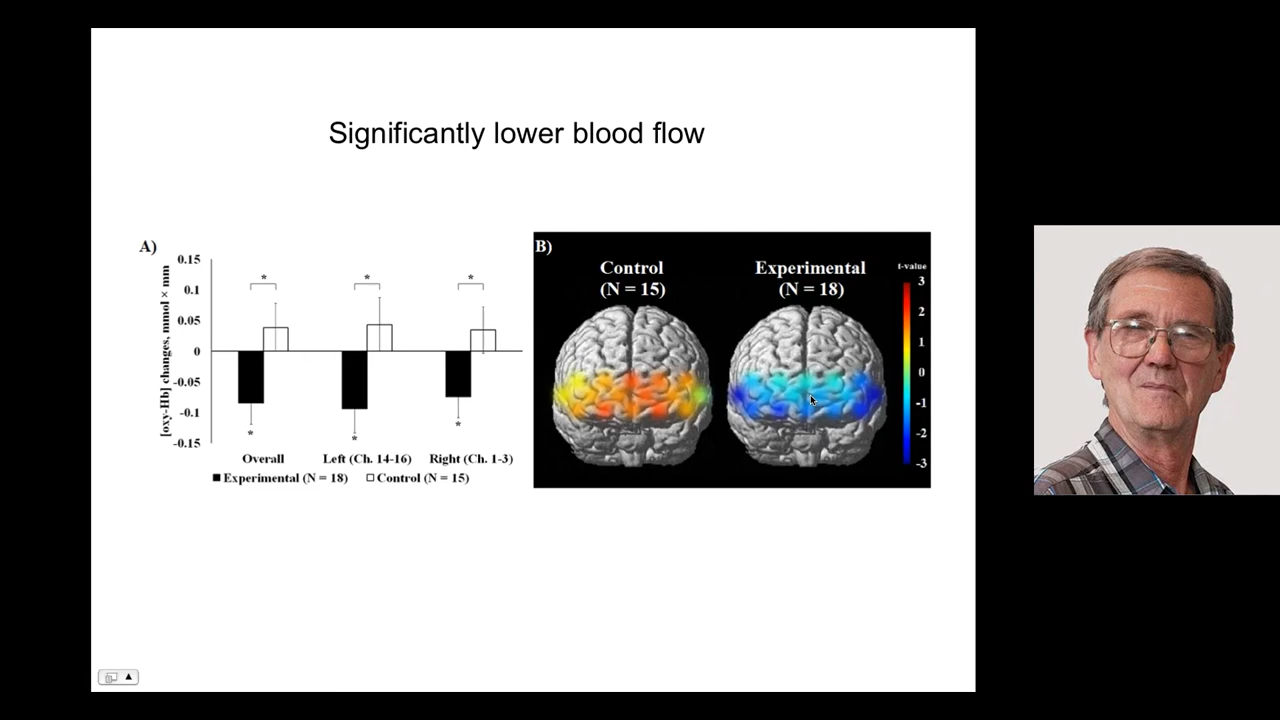 Significantly lower blood flow
A)
0.15
0.1
0.05
0
-0.05
-0.1
-0.15
[oxy-Hb] changes, mmol × mm
*
*
*
*
*
*
Overall
Left (Ch. 14-16)
Right (Ch. 1-3)
Experimental (N = 18)
Control (N = 15)
B)
Control
(N = 15)
Experimental
(N = 18)
t-value
3
2
1
0
-1
-2
-3